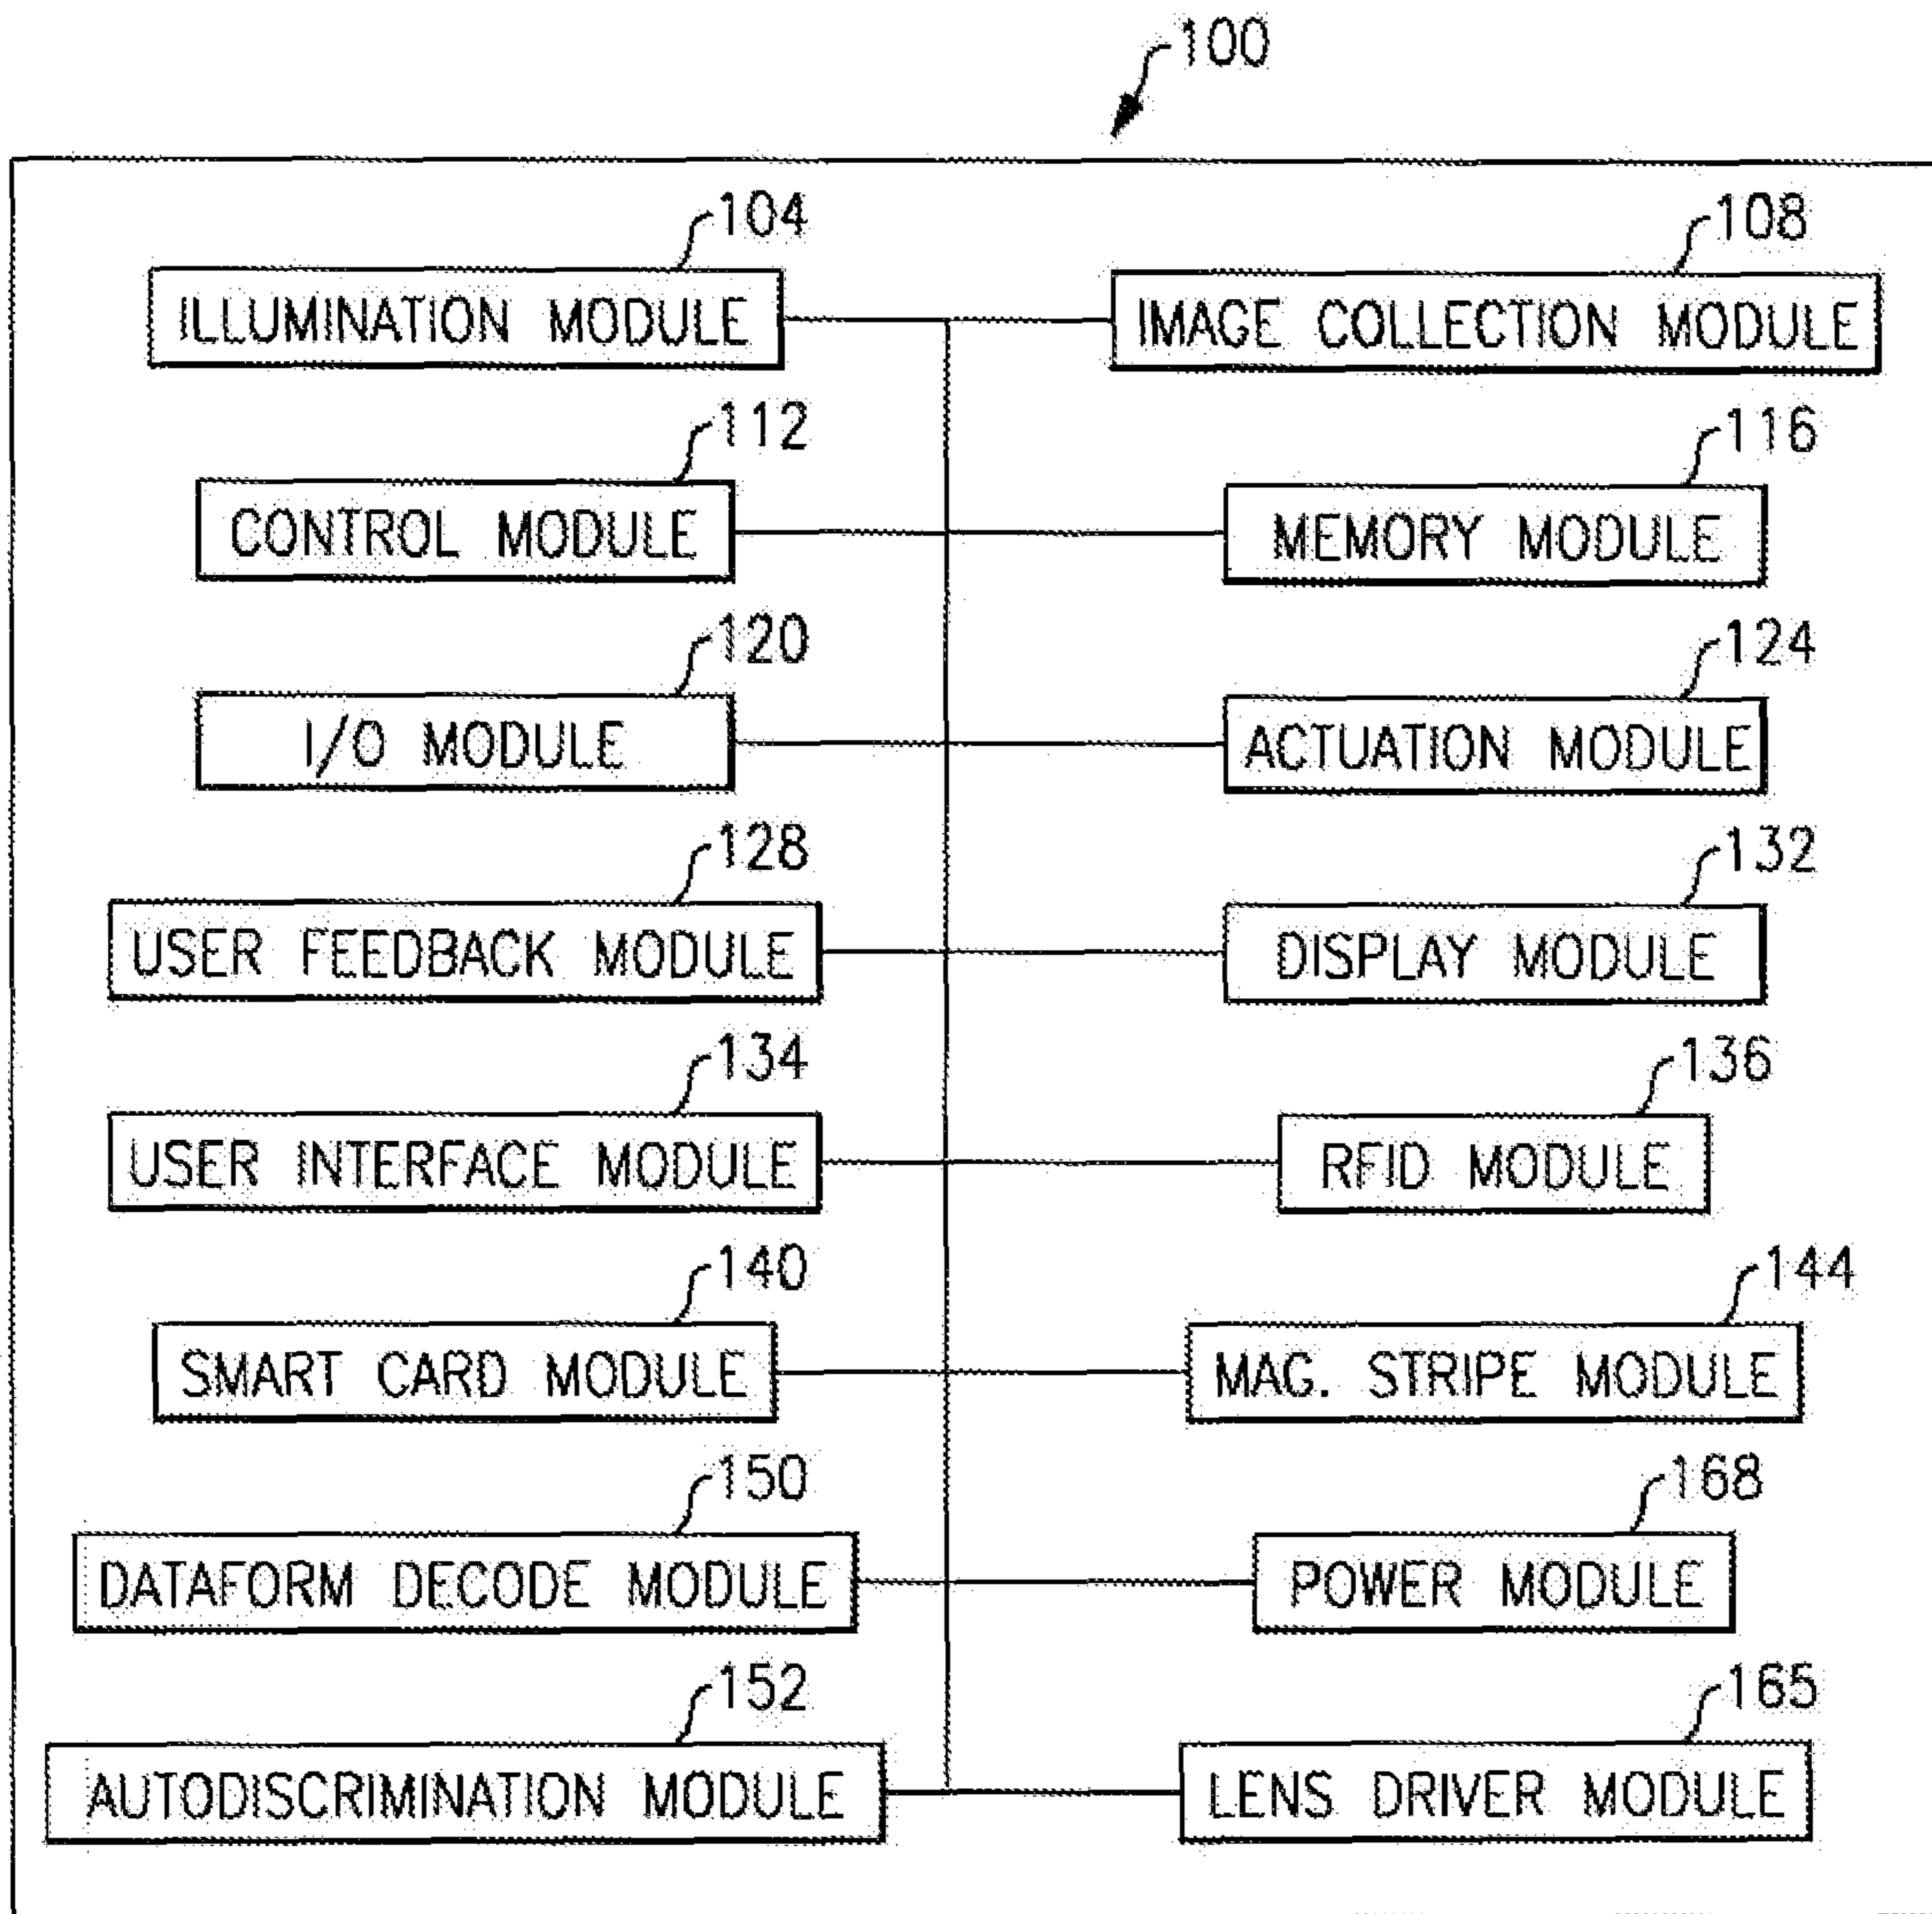 100
104
108
ILLUMINATION MODULE
IMAGE COLLECTION MODULE
112
116
CONTROL MODULE
MEMORY MODULE
120
124
I/O MODULE
ACTUATION MODULE
128
132
USER FEEDBACK MODULE
DISPLAY MODULE
134
136
USER INTERFACE MODULE
RFID MODULE
140
144
SMART CARD MODULE
MAG. STRIPE MODULE
150
168
DATAFORM DECODE MODULE
POWER MODULE
152
165
AUTODISCRIMINATION MODULE
LENS DRIVER MODULE